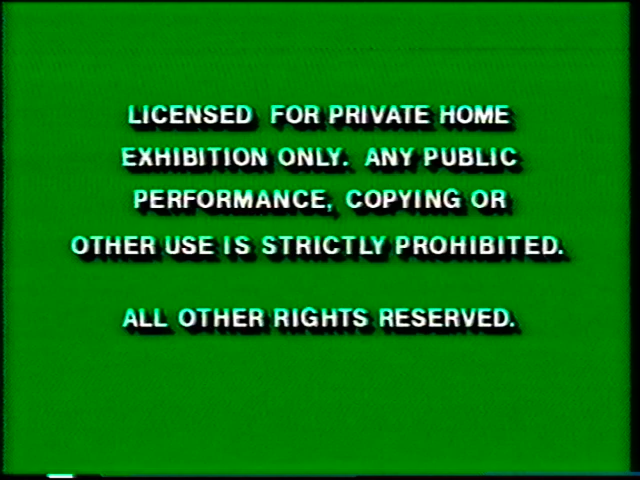 LICENSED FOR PRIVATE HOME
EXHIBITION ONLY. ANY PUBLIC
PERFORMANCE, COPYING OR
OTHER USE IS STRICTLY PROHIBITED.
ALL OTHER RIGHTS RESERVED.